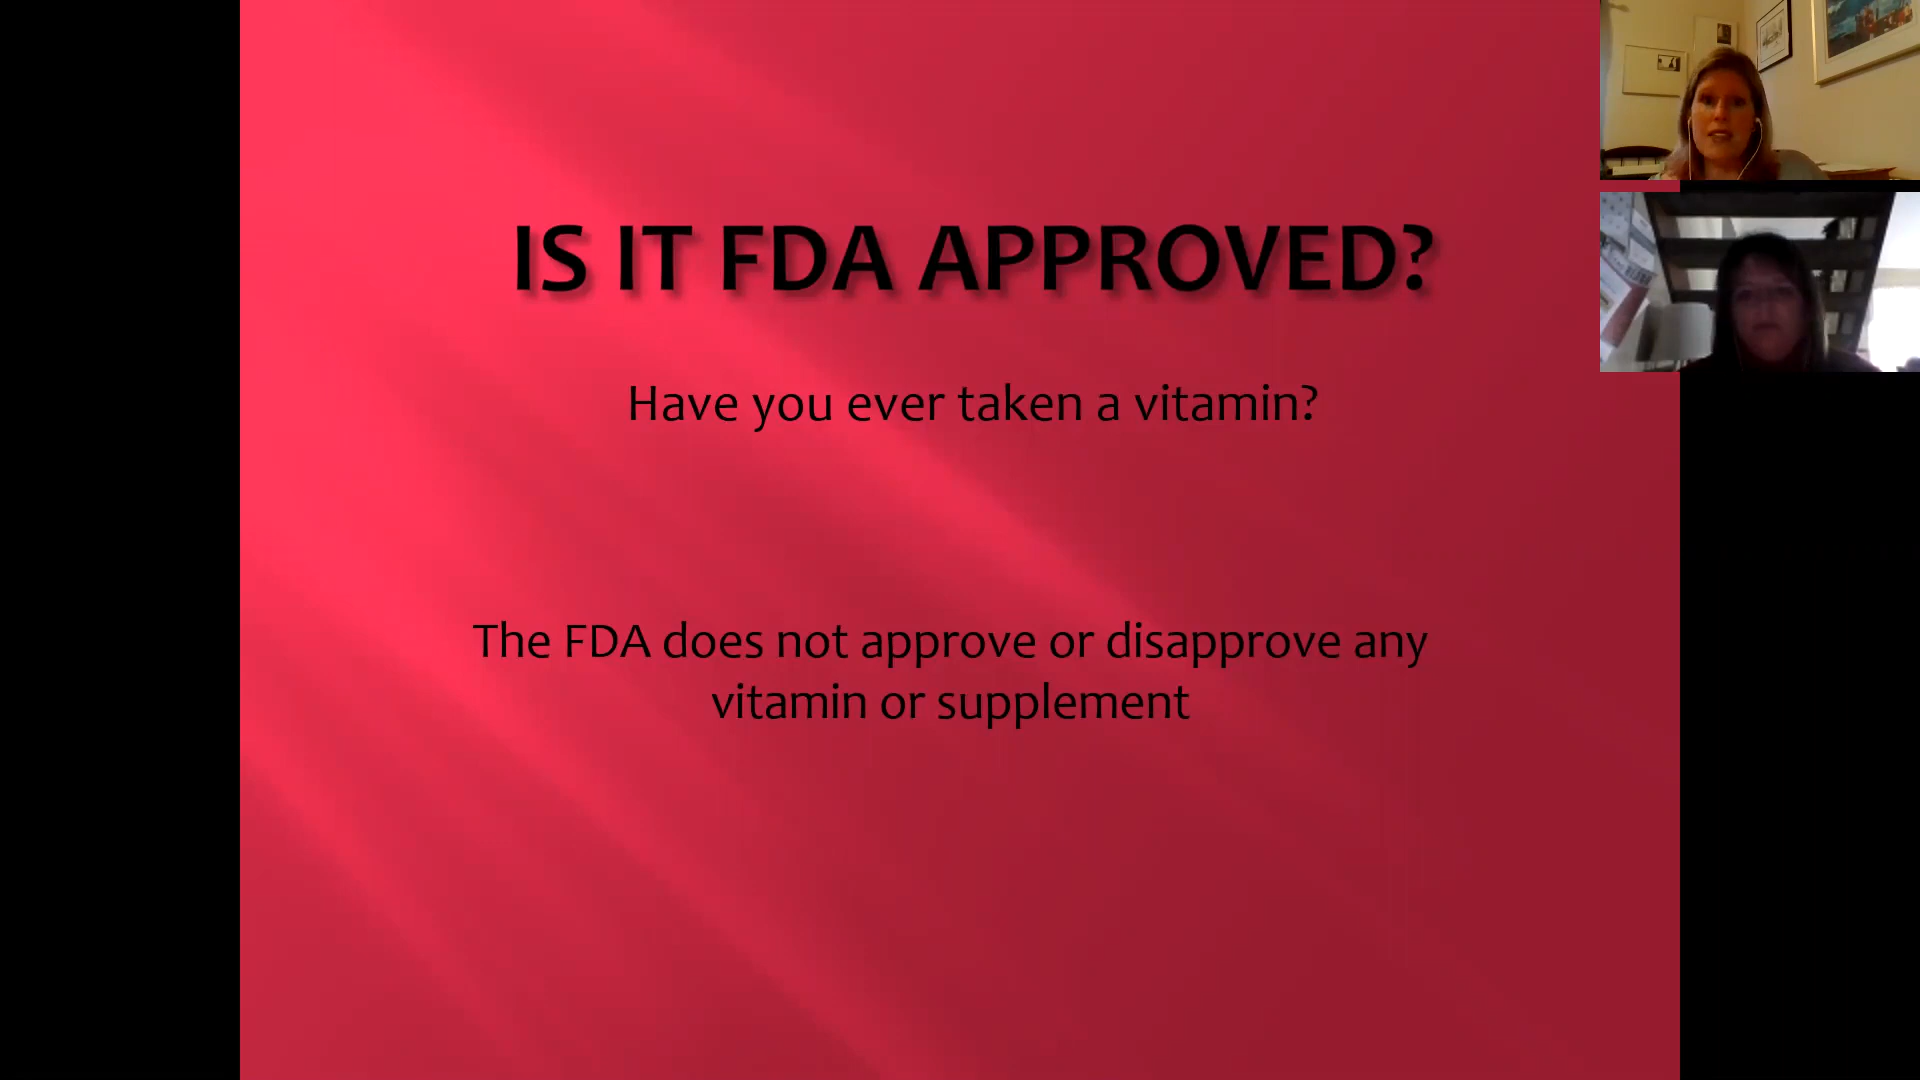 IS IT FDA APPROVED?
Have you ever taken a vitamin?
The FDA does not approve or disapprove any
vitamin or supplement